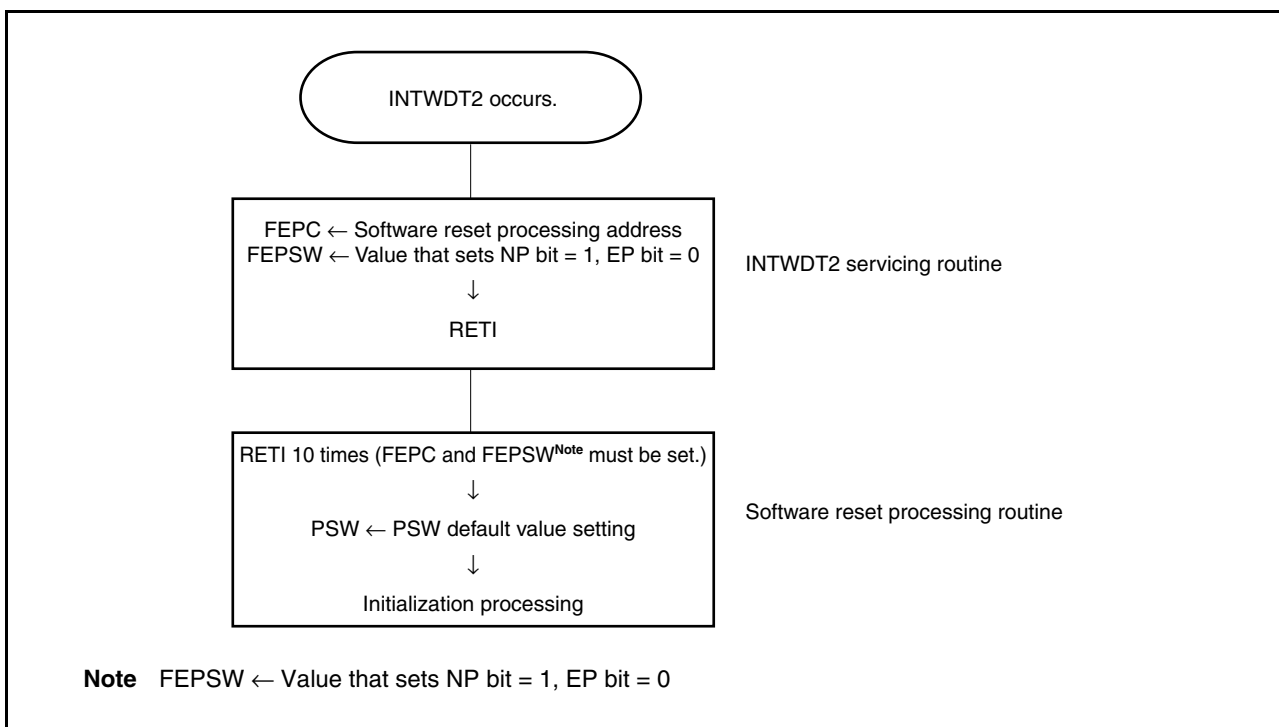 INTWDT2 occurs.
FEPC ← Software reset processing address
FEPSW ← Value that sets NP bit = 1, EP bit = 0
↓
RETI
INTWDT2 servicing routine
RETI 10 times (FEPC and FEPSWNote must be set.)
↓
PSW ← PSW default value setting
↓
Initialization processing
Software reset processing routine
Note FEPSW ← Value that sets NP bit = 1, EP bit = 0